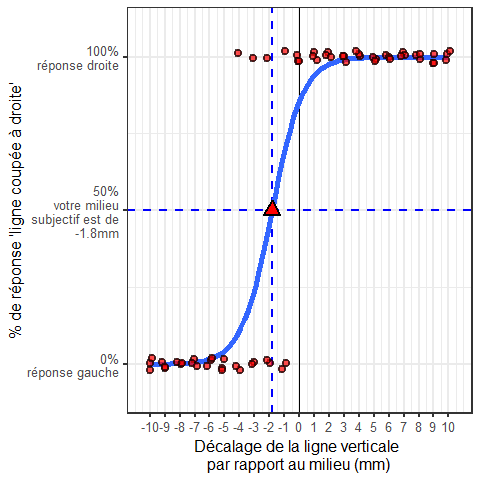 % de réponse 'ligne coupée à droite'
100%
réponse droite
50%
votre milieu
subjectif est de
-1.8mm
0%
réponse gauche
-10 -9 -8 -7 -6 -5 -4 -3 -2 -1 0 1 2 3 4 5 6 7 8 9 10
Décalage de la ligne verticale
par rapport au milieu (mm)